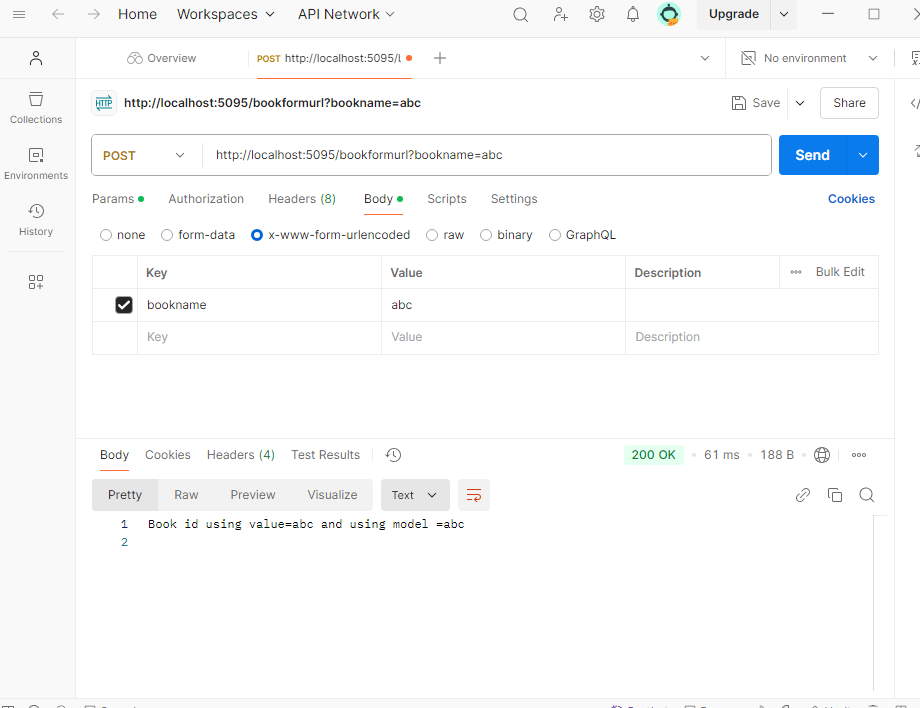 Home Workspaces API Network Upgrade
Overview POST http://localhost:5095/ No environment
HTTP http://localhost:5095/bookformurl?bookname=abc Save Share
Collections
POST http://localhost:5095/bookformurl?bookname=abc Send
Environments
Params Authorization Headers (8) Body Scripts Settings Cookies
History
none form-data x-www-form-urlencoded raw binary GraphQL
Key Value Description Bulk Edit
bookname abc
Key Value Description
Body Cookies Headers (4) Test Results 200 OK 61 ms 188 B
Pretty Raw Preview Visualize Text
1 Book id using value=abc and using model =abc
2